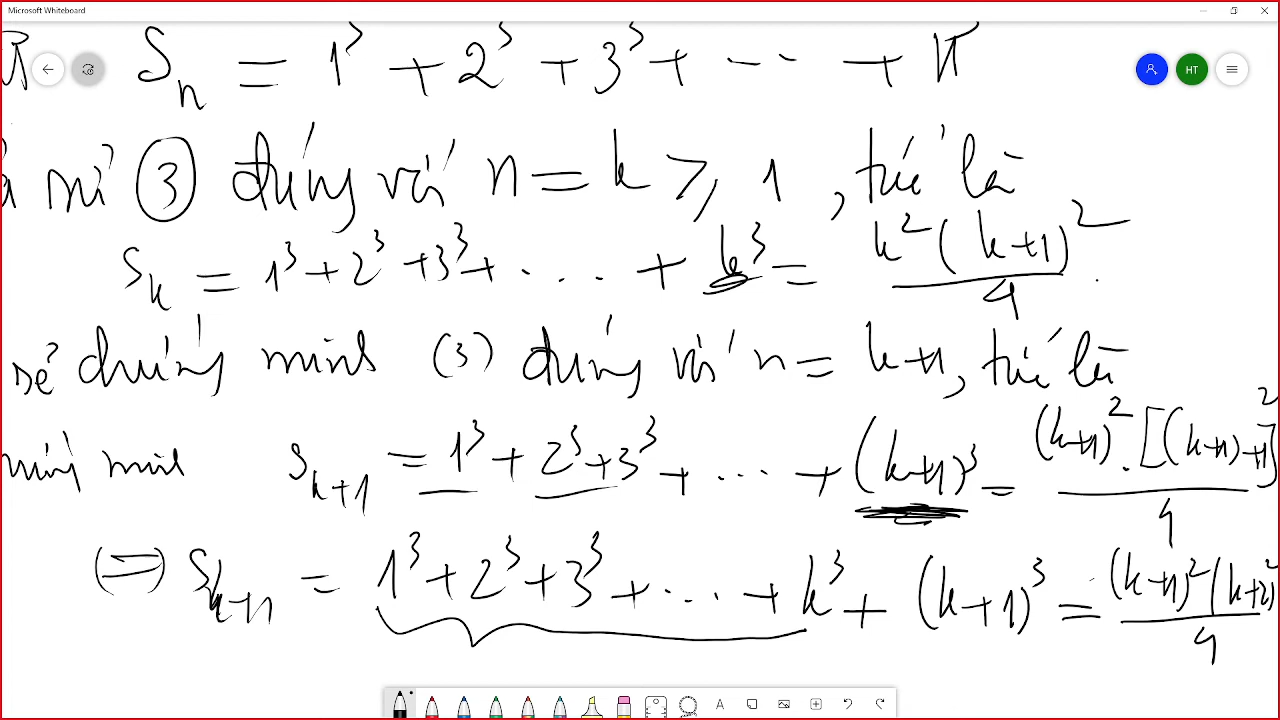 Microsoft Whiteboard
HT
Sₙ = 1³ + 2³ + 3³ + ... + n³
sử ③ đúng với n = k ⩾ 1, tức là
Sₖ = 1³ + 2³ + 3³ + ... + k³ = k²(k+1)²/4
sẽ chứng minh (3) đúng với n = k+1, tức là
minh Sₖ₊₁ = 1³ + 2³ + 3³ + ... + (k+1)³ = (k+1)².[(k+1)+1]²/4
(=) Sₖ₊₁ = 1³ + 2³ + 3³ + ... + k³ + (k+1)³ = (k+1)²(k+2)²/4
A